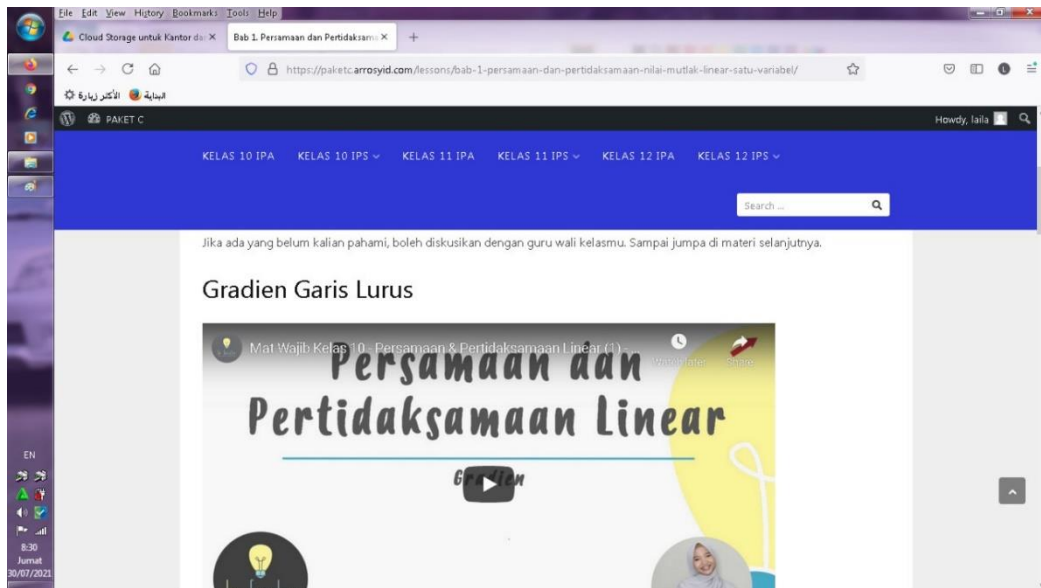 File Edit View History Bookmarks Tools Help
Cloud Storage untuk Kantor da
Bab 1. Persamaan dan Pertidaksama
https://paketc.arrosyid.com/lessons/bab-1-persamaan-dan-pertidaksamaan-nilai-mutlak-linear-satu-variabel/
البداية
الأكثر زيارة
PAKET C
Howdy, laila
KELAS 10 IPA KELAS 10 IPS KELAS 11 IPA KELAS 11 IPS KELAS 12 IPA KELAS 12 IPS
Search ...
Jika ada yang belum kalian pahami, boleh diskusikan dengan guru wali kelasmu. Sampai jumpa di materi selanjutnya.
Gradien Garis Lurus
Mat Wajib Kelas 10 - Persamaan & Pertidaksamaan Linear (1) - ...
Watch later
Share
Persamaan dan
Pertidaksamaan Linear
Gradien
EN
8:30
Jumat
30/07/2021